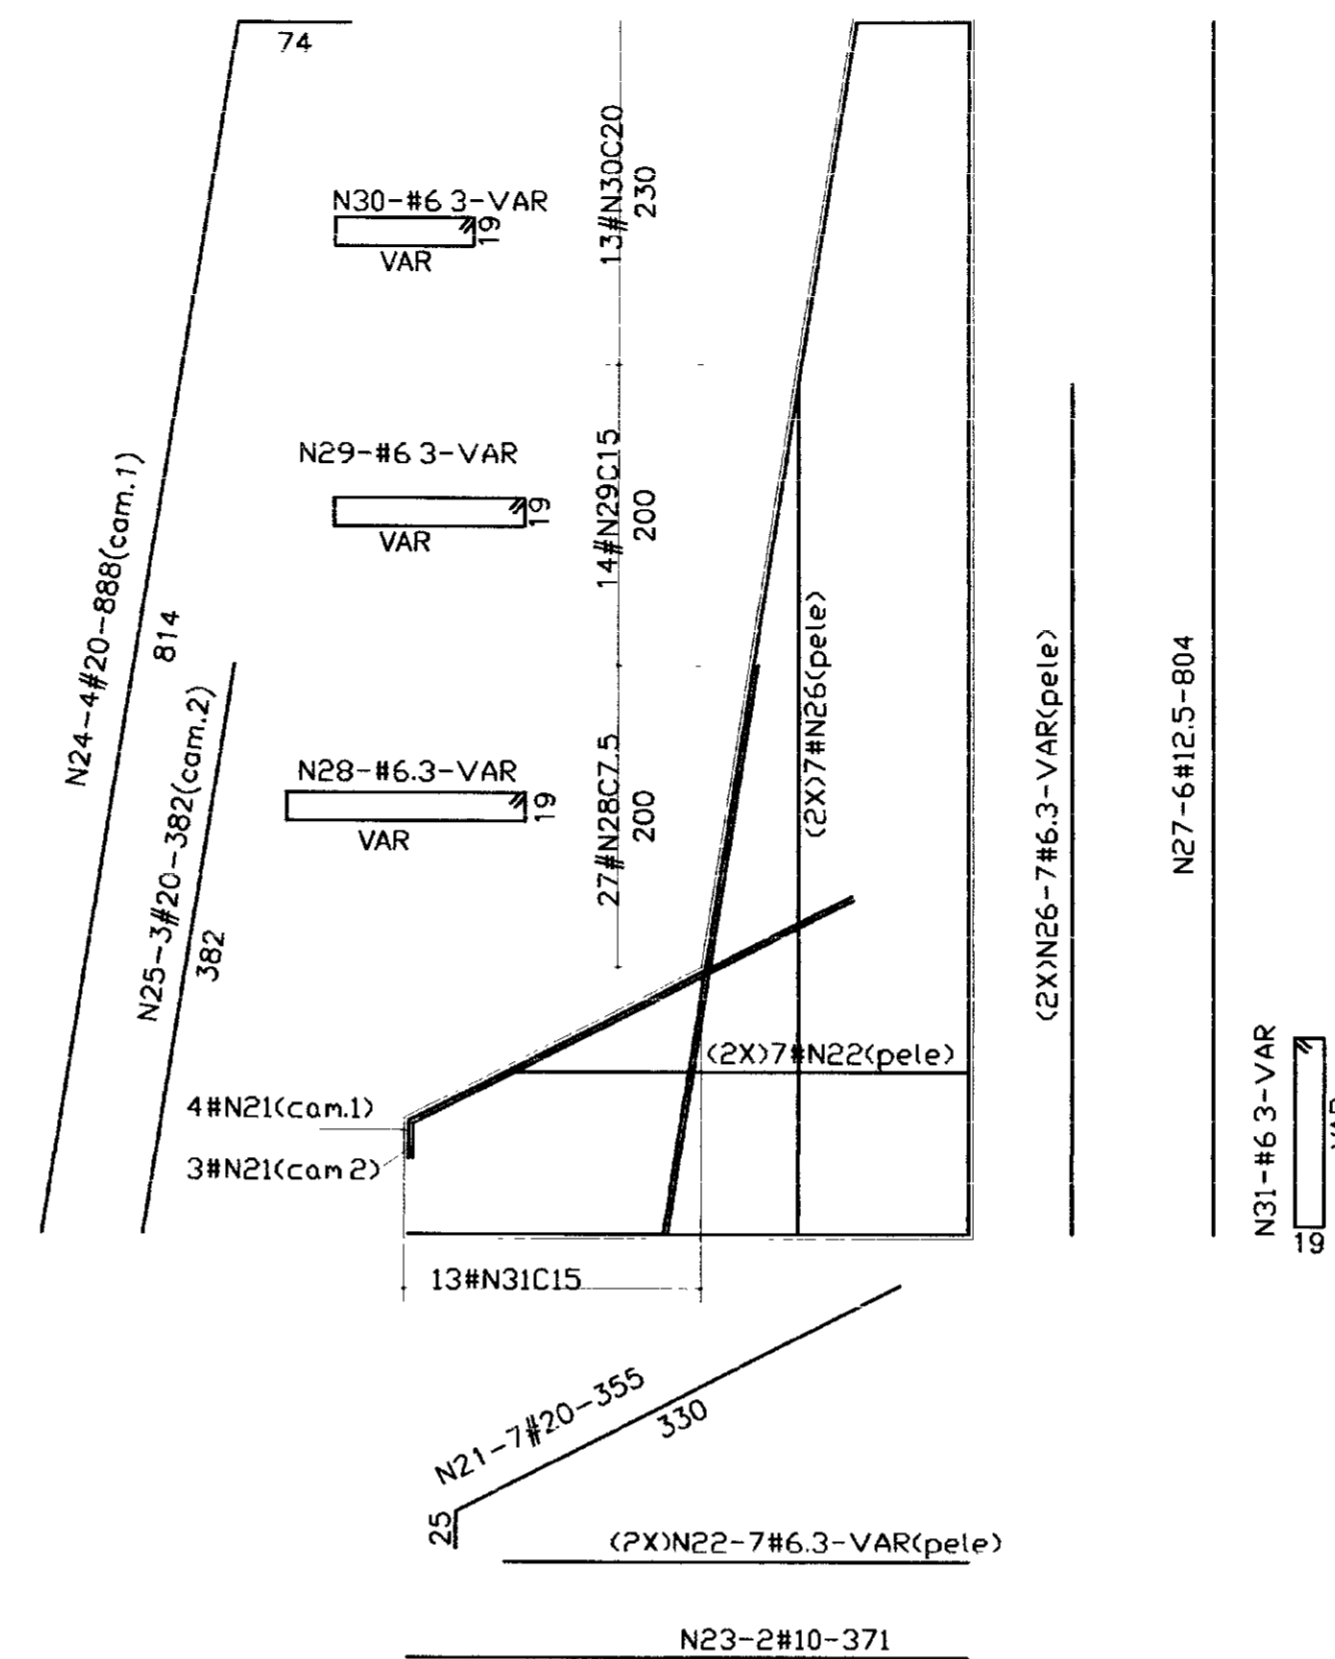 74
N30-#6 3-VAR
19
VAR
13#N30C20
230
N29-#6 3-VAR
19
VAR
14#N29C15
200
N24-4#20-888(cam.1)
814
N25-3#20-382(cam.2)
382
N28-#6.3-VAR
19
VAR
27#N28C7.5
200
(2X)7#N26(pele)
(2X)N26-7#6.3-VAR(pele)
N27-6#12.5-804
(2X)7#N22(pele)
4#N21(cam.1)
3#N21(cam 2)
N31-#6 3-VAR
VAR
19
13#N31C15
N21-7#20-355
330
25
(2X)N22-7#6.3-VAR(pele)
N23-2#10-371